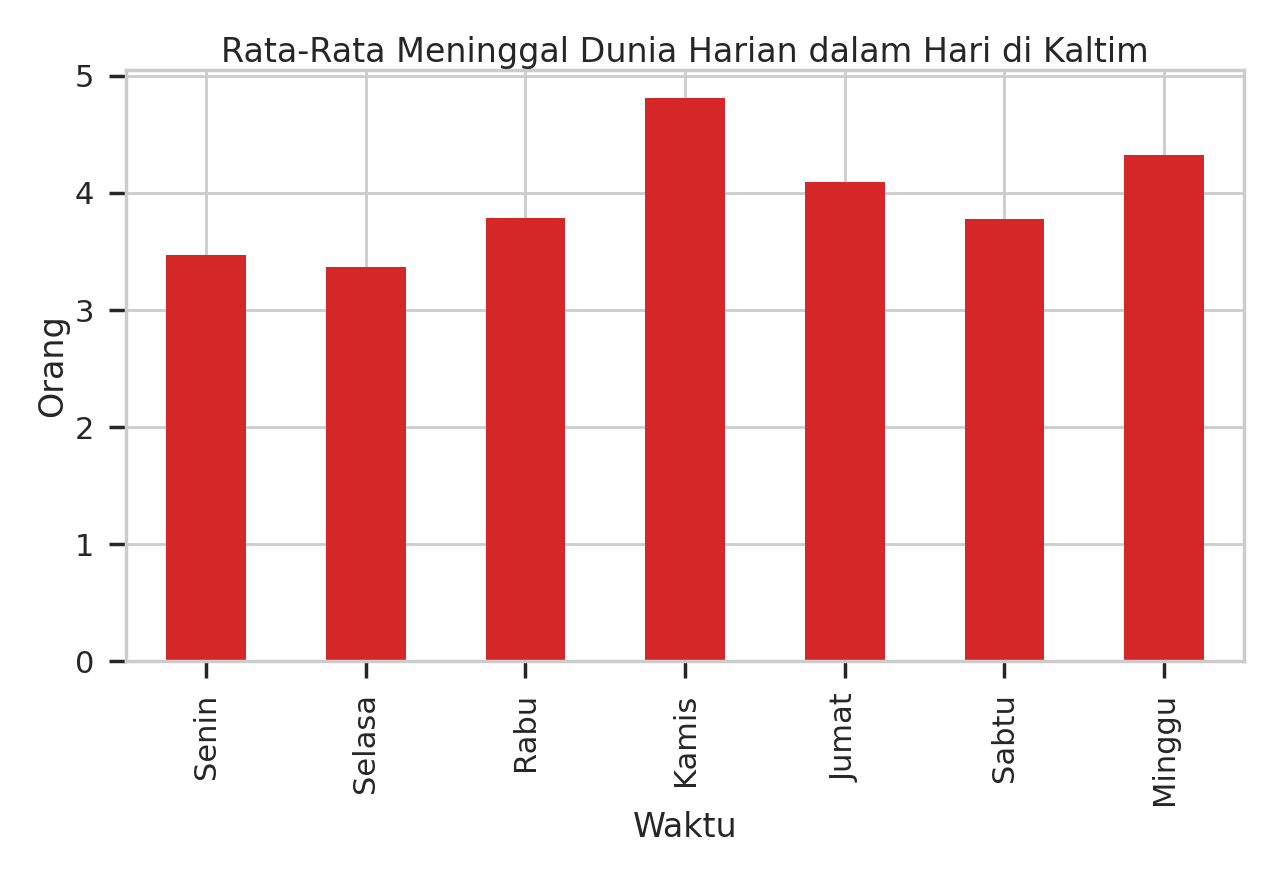 Rata-Rata Meninggal Dunia Harian dalam Hari di Kaltim
5
4
3
2
1
0
Orang
Senin
Selasa
Rabu
Kamis
Jumat
Sabtu
Minggu
Waktu